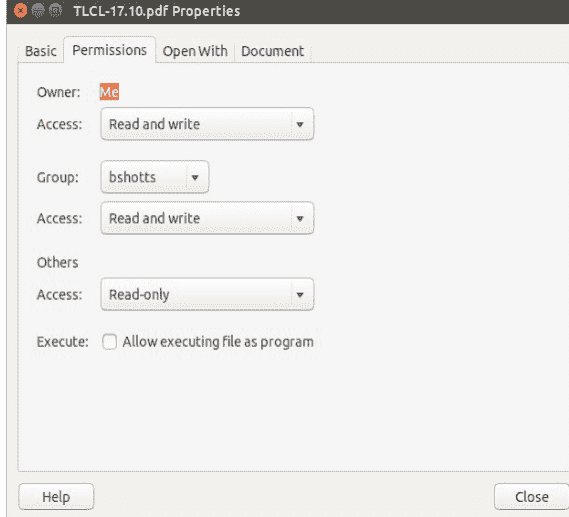 TLCL-17.10.pdf Properties
Basic Permissions Open With Document
Owner: Me
Access: Read and write
Group: bshotts
Access: Read and write
Others
Access: Read-only
Execute: Allow executing file as program
Help Close